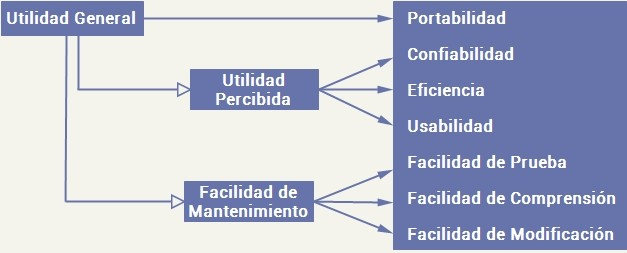 Utilidad General
Portabilidad
Confiabilidad
Utilidad
Percibida
Eficiencia
Usabilidad
Facilidad de Prueba
Facilidad de
Mantenimiento
Facilidad de Comprensión
Facilidad de Modificación